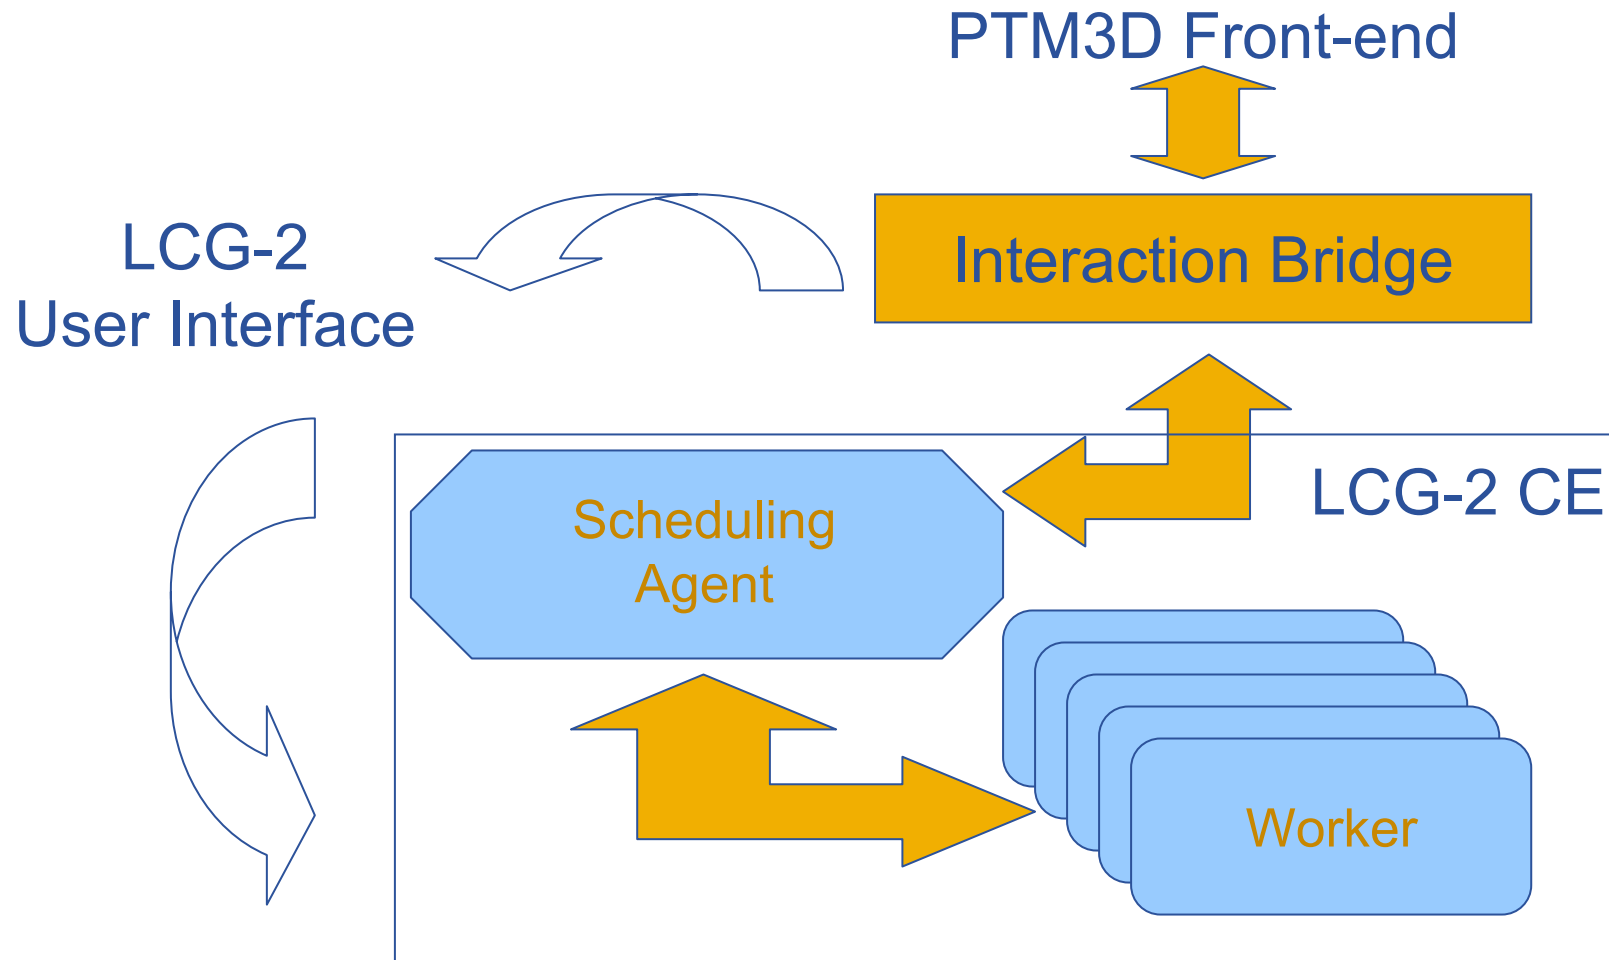 PTM3D Front-end
LCG-2
User Interface
Interaction Bridge
LCG-2 CE
Scheduling
Agent
Worker